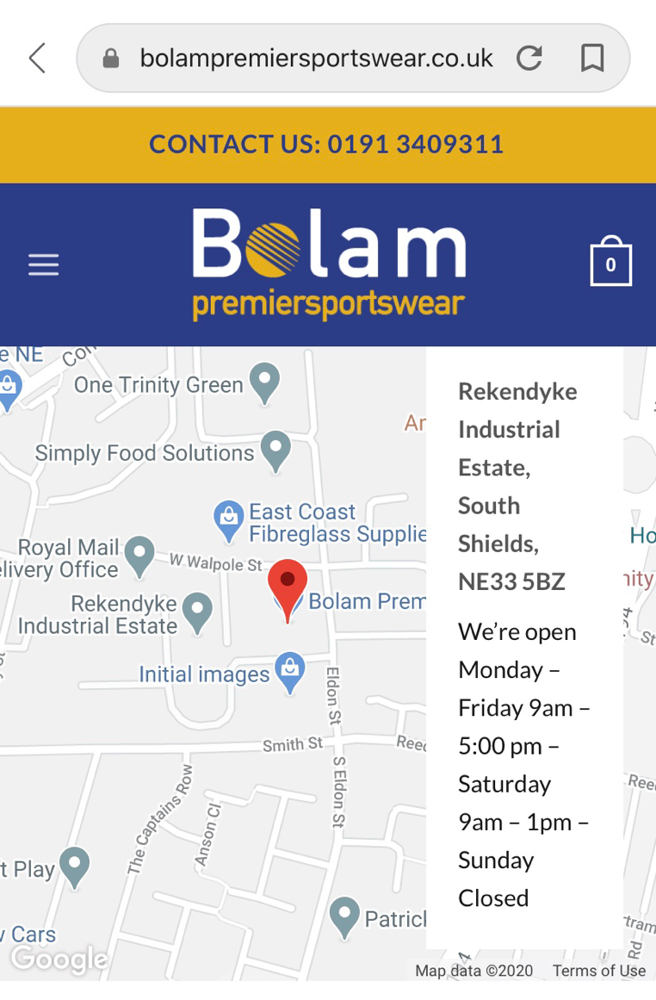 bolampremiersportswear.co.uk
CONTACT US: 0191 3409311
Bolam
premiersportswear
0
e NE
One Trinity Green
Simply Food Solutions
East Coast
Fibreglass Supplie
Royal Mail
elivery Office
W Walpole St
Bolam Prem
Rekendyke
Industrial Estate
Initial images
Eldon St
Smith St
Reed
S Eldon St
The Captains Row
Anson Cl
t Play
Patrick
w Cars
Google
Ar
Rekendyke
Industrial
Estate,
South
Shields,
NE33 5BZ
We’re open
Monday –
Friday 9am –
5:00 pm –
Saturday
9am – 1pm –
Sunday
Closed
Ho
nity
St
Reed
rtram
Rd
Map data ©2020 Terms of Use